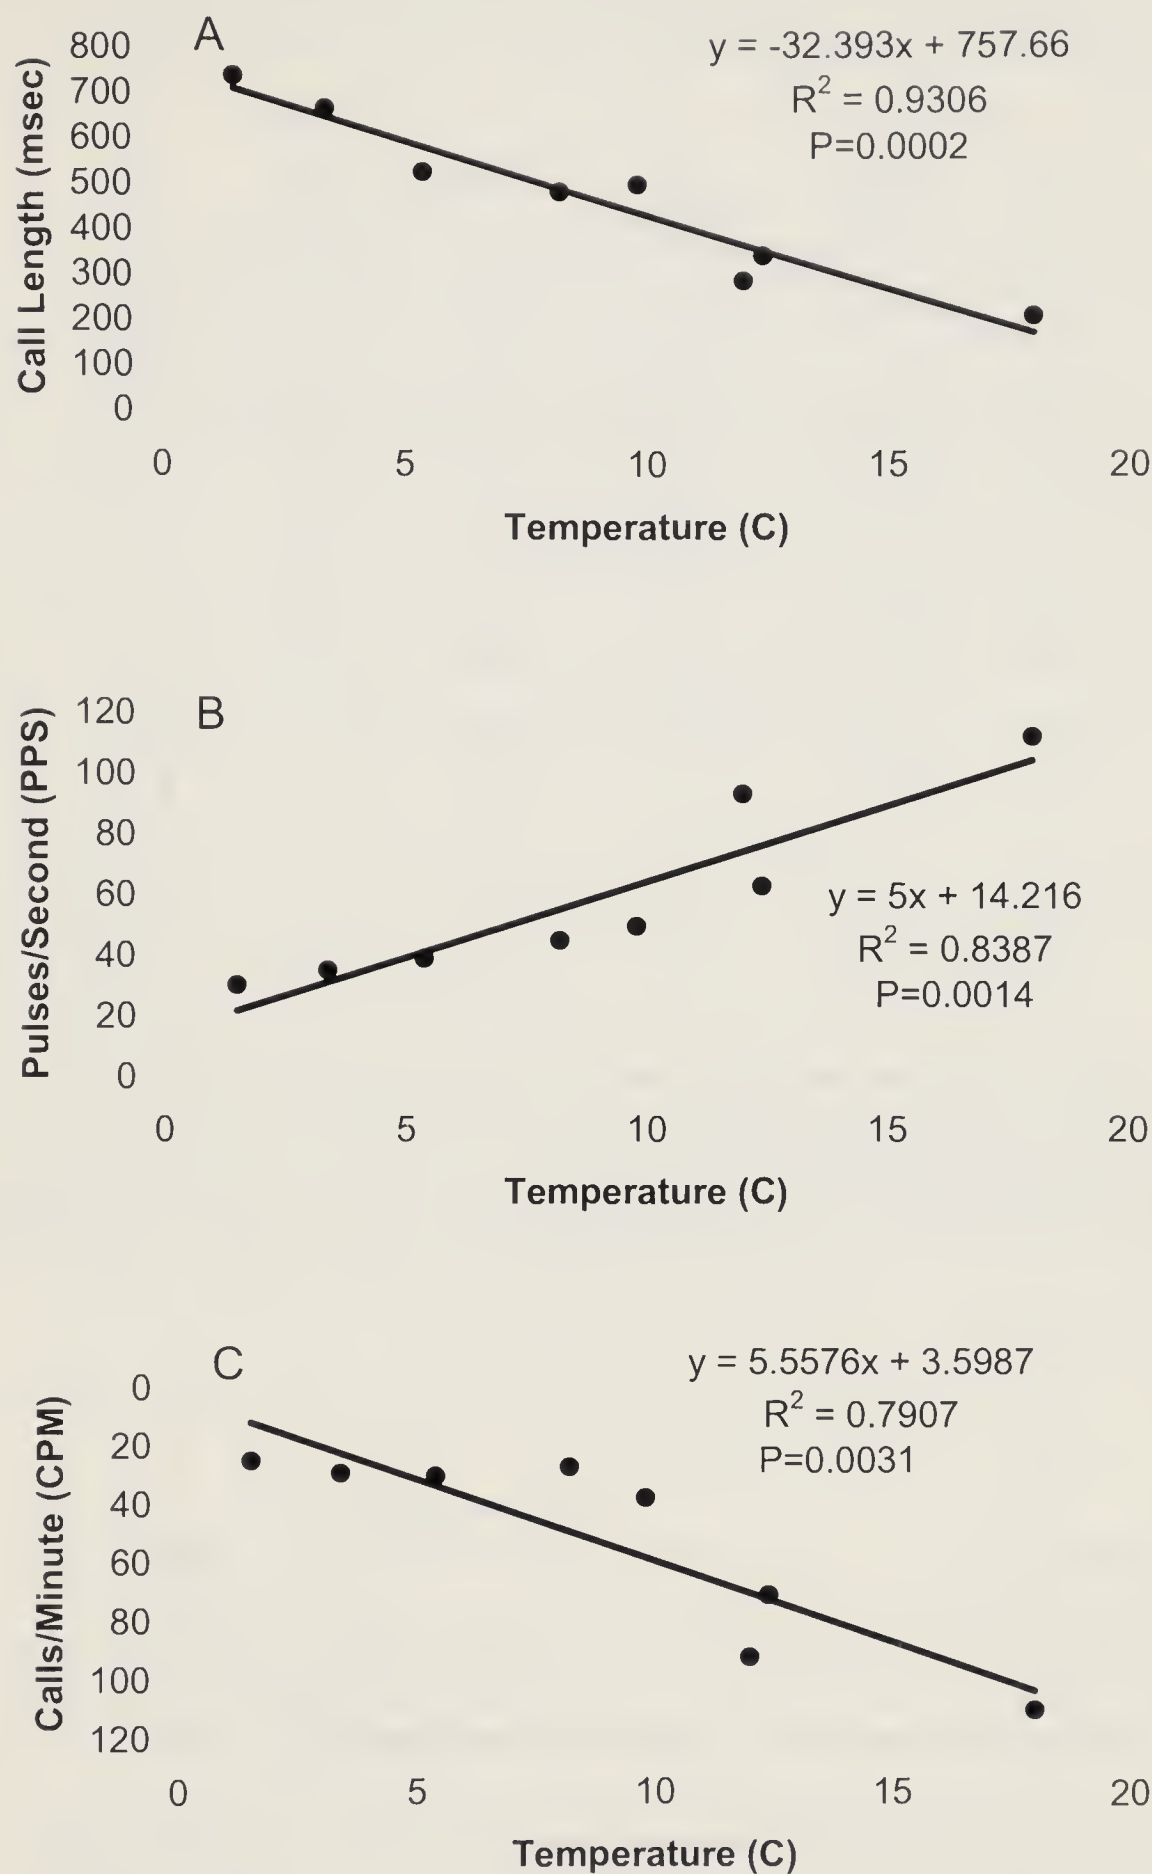 A
y = -32.393x + 757.66
R² = 0.9306
P=0.0002
Call Length (msec)
800
700
600
500
400
300
200
100
0
0 5 10 15 20
Temperature (C)
B
Pulses/Second (PPS)
120
100
80
60
40
20
0
y = 5x + 14.216
R² = 0.8387
P=0.0014
0 5 10 15 20
Temperature (C)
C
y = 5.5576x + 3.5987
R² = 0.7907
P=0.0031
Calls/Minute (CPM)
0
20
40
60
80
100
120
0 5 10 15 20
Temperature (C)